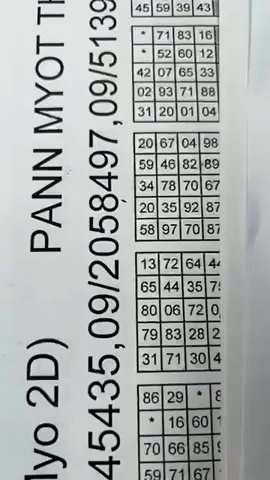 PANN MYOT
2D)
45435,09/2058497,09/5139
45 59 39 43
* 71 83 16
* 52 60 12
42 07 65 33
02 93 71 88
31 20 01 04
20 67 04 98
59 46 82 89
34 78 70 67
20 35 92 87
58 97 70 87
13 72 64
65 44 35
80 06 72
79 83 28
31 71 30
86 29 *
* 16 60
70 66 85
59 71 67